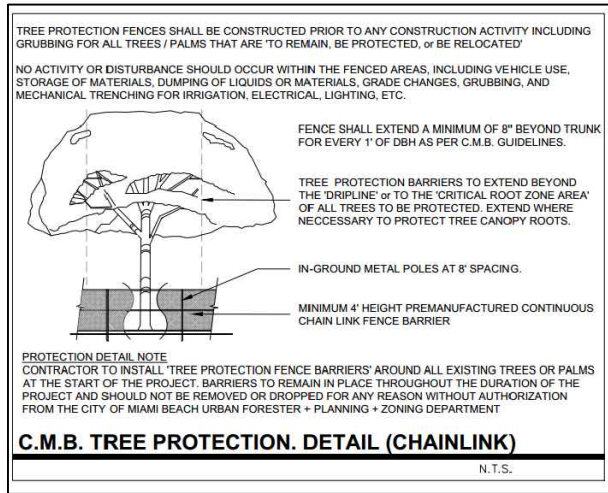 TREE PROTECTION FENCES SHALL BE CONSTRUCTED PRIOR TO ANY CONSTRUCTION ACTIVITY INCLUDING
GRUBBING FOR ALL TREES / PALMS THAT ARE 'TO REMAIN, BE PROTECTED, or BE RELOCATED'
NO ACTIVITY OR DISTURBANCE SHOULD OCCUR WITHIN THE FENCED AREAS, INCLUDING VEHICLE USE,
STORAGE OF MATERIALS, DUMPING OF LIQUIDS OR MATERIALS, GRADE CHANGES, GRUBBING, AND
MECHANICAL TRENCHING FOR IRRIGATION, ELECTRICAL, LIGHTING, ETC.
FENCE SHALL EXTEND A MINIMUM OF 8" BEYOND TRUNK
FOR EVERY 1' OF DBH AS PER C.M.B. GUIDELINES.
TREE PROTECTION BARRIERS TO EXTEND BEYOND
THE 'DRIPLINE' or TO THE 'CRITICAL ROOT ZONE AREA'
OF ALL TREES TO BE PROTECTED. EXTEND WHERE
NECCESSARY TO PROTECT TREE CANOPY ROOTS.
IN-GROUND METAL POLES AT 8' SPACING.
MINIMUM 4' HEIGHT PREMANUFACTURED CONTINUOUS
CHAIN LINK FENCE BARRIER
PROTECTION DETAIL NOTE
CONTRACTOR TO INSTALL 'TREE PROTECTION FENCE BARRIERS' AROUND ALL EXISTING TREES OR PALMS
AT THE START OF THE PROJECT. BARRIERS TO REMAIN IN PLACE THROUGHOUT THE DURATION OF THE
PROJECT AND SHOULD NOT BE REMOVED OR DROPPED FOR ANY REASON WITHOUT AUTHORIZATION
FROM THE CITY OF MIAMI BEACH URBAN FORESTER + PLANNING + ZONING DEPARTMENT
C.M.B. TREE PROTECTION. DETAIL (CHAINLINK)
N.T.S.